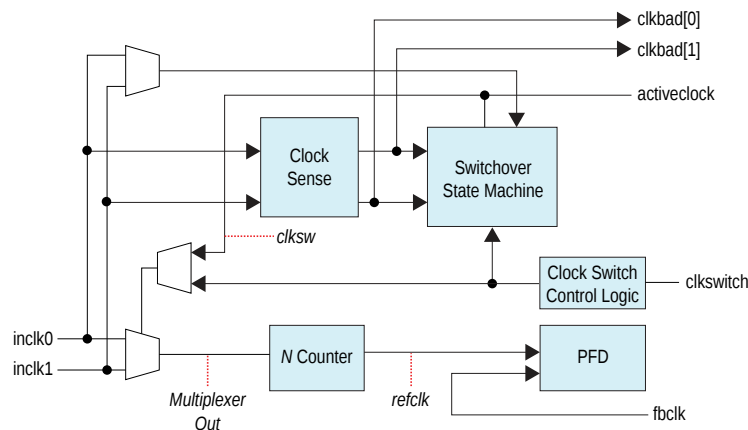 clkbad[0]
clkbad[1]
activeclock
Clock
Sense
Switchover
State Machine
clksw
Clock Switch
Control Logic
clkswitch
inclk0
inclk1
N Counter
PFD
Multiplexer
Out
refclk
fbclk